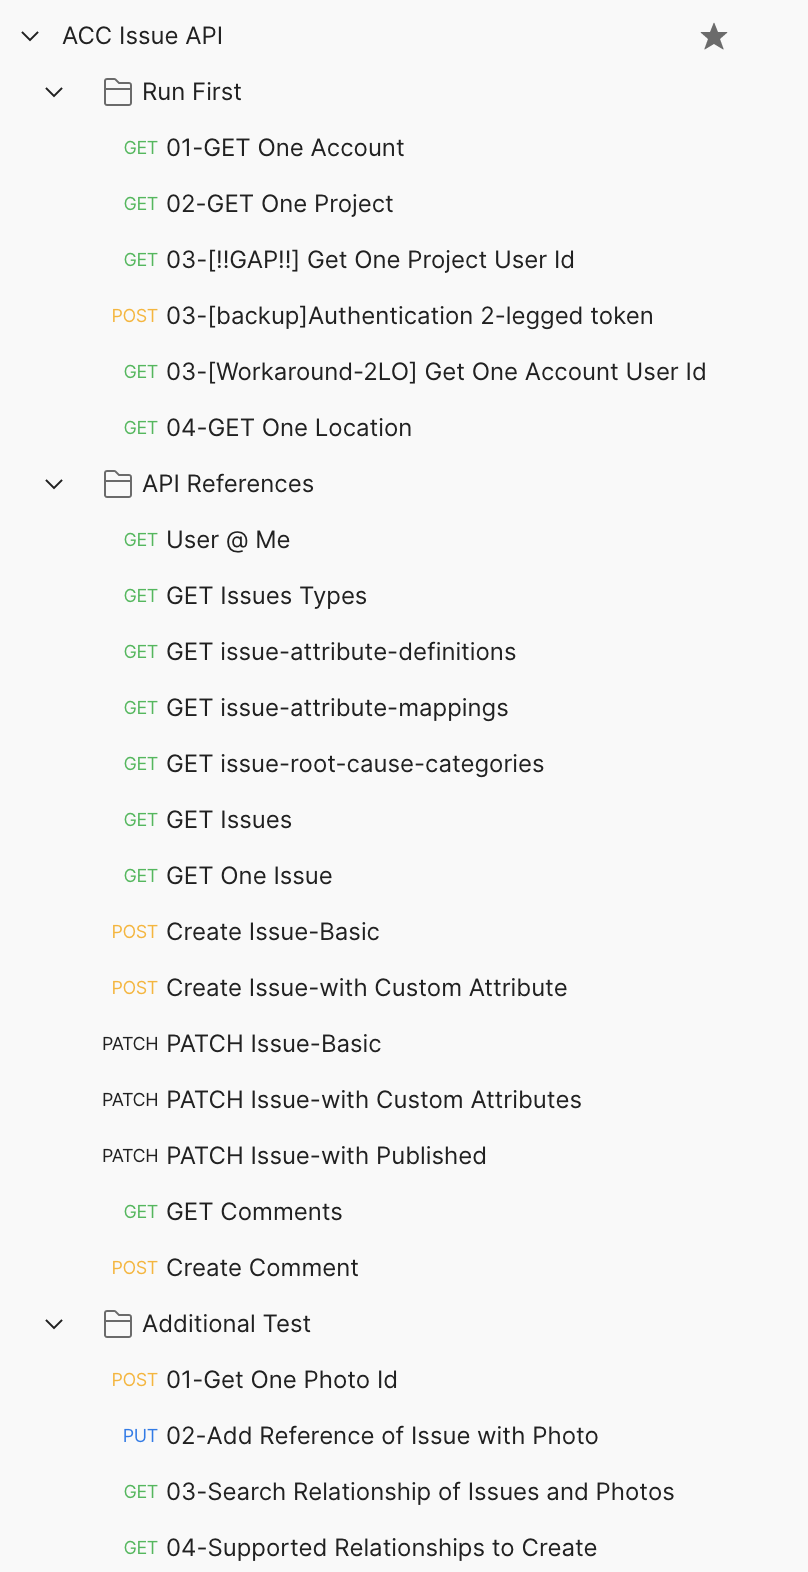 ACC Issue API
Run First
GET 01-GET One Account
GET 02-GET One Project
GET 03-[!!GAP!!] Get One Project User Id
POST 03-[backup]Authentication 2-legged token
GET 03-[Workaround-2LO] Get One Account User Id
GET 04-GET One Location
API References
GET User @ Me
GET GET Issues Types
GET GET issue-attribute-definitions
GET GET issue-attribute-mappings
GET GET issue-root-cause-categories
GET GET Issues
GET GET One Issue
POST Create Issue-Basic
POST Create Issue-with Custom Attribute
PATCH PATCH Issue-Basic
PATCH PATCH Issue-with Custom Attributes
PATCH PATCH Issue-with Published
GET GET Comments
POST Create Comment
Additional Test
POST 01-Get One Photo Id
PUT 02-Add Reference of Issue with Photo
GET 03-Search Relationship of Issues and Photos
GET 04-Supported Relationships to Create